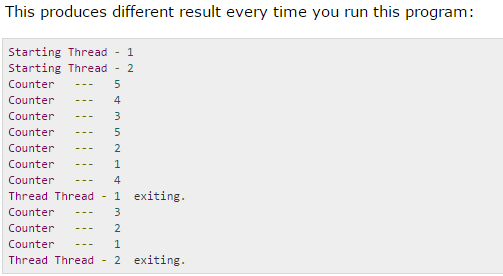 This produces different result every time you run this program:
Starting Thread - 1
Starting Thread - 2
Counter   ---   5
Counter   ---   4
Counter   ---   3
Counter   ---   5
Counter   ---   2
Counter   ---   1
Counter   ---   4
Thread Thread - 1  exiting.
Counter   ---   3
Counter   ---   2
Counter   ---   1
Thread Thread - 2  exiting.